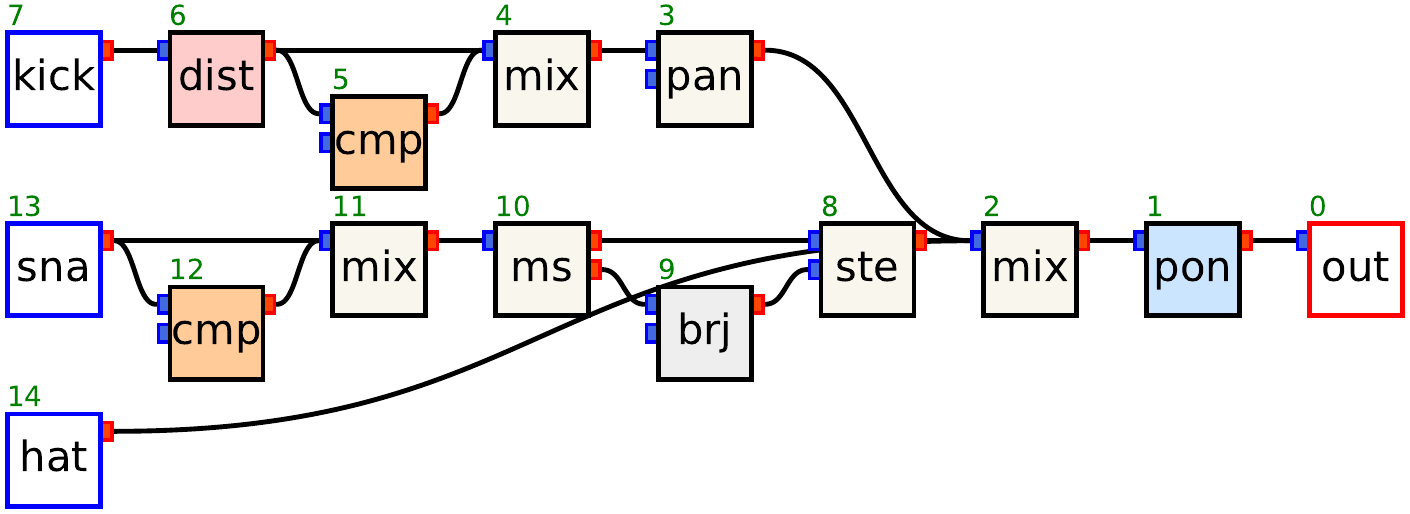 7 6 4 3
kick dist mix pan
5
cmp
13 11 10 8 2 1 0
sna mix ms ste mix pon out
12 9
cmp brj
14
hat